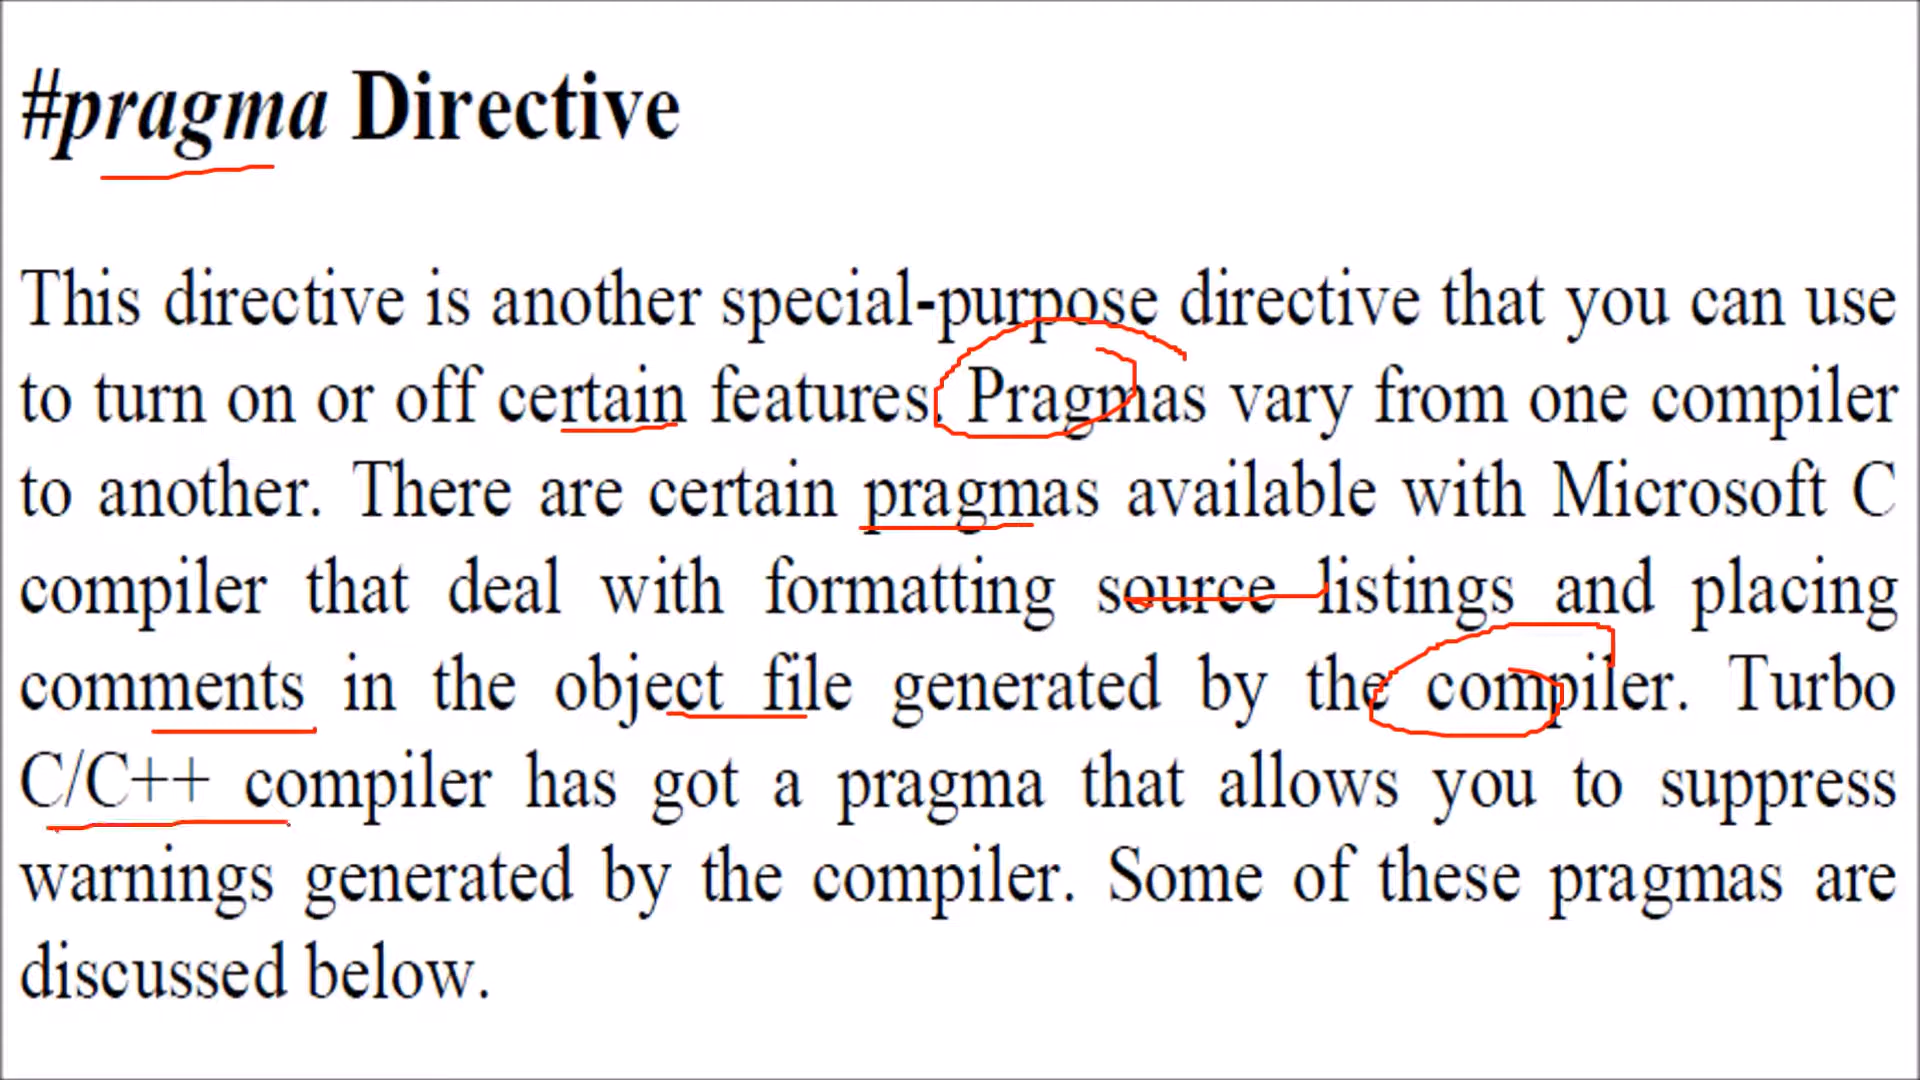 #pragma Directive
This directive is another special-purpose directive that you can use
to turn on or off certain features. Pragmas vary from one compiler
to another. There are certain pragmas available with Microsoft C
compiler that deal with formatting source listings and placing
comments in the object file generated by the compiler. Turbo
C/C++ compiler has got a pragma that allows you to suppress
warnings generated by the compiler. Some of these pragmas are
discussed below.